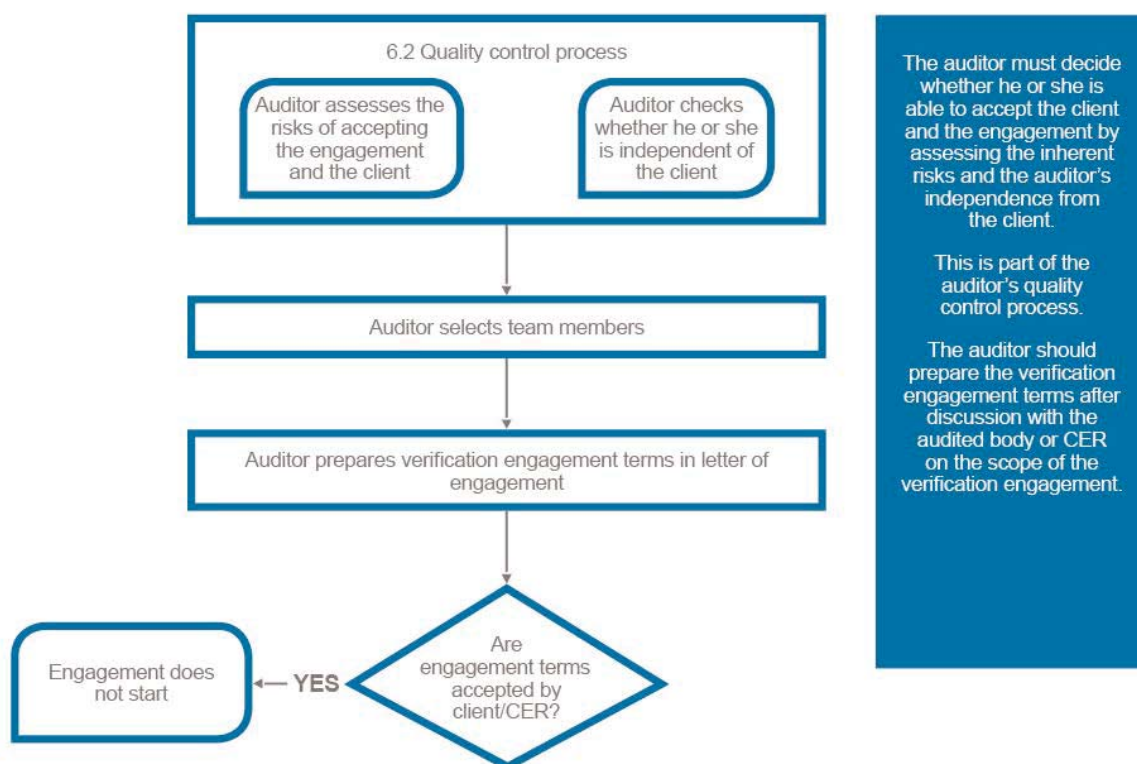 6.2 Quality control process
Auditor assesses the
risks of accepting
the engagement
and the client
Auditor checks
whether he or she
is independent of
the client
Auditor selects team members
Auditor prepares verification engagement terms in letter of
engagement
Are
engagement terms
accepted by
client/CER?
YES
Engagement does
not start
The auditor must decide
whether he or she is
able to accept the client
and the engagement by
assessing the inherent
risks and the auditor's
independence from
the client.
This is part of the
auditor's quality
control process.
The auditor should
prepare the verification
engagement terms after
discussion with the
audited body or CER
on the scope of the
verification engagement.